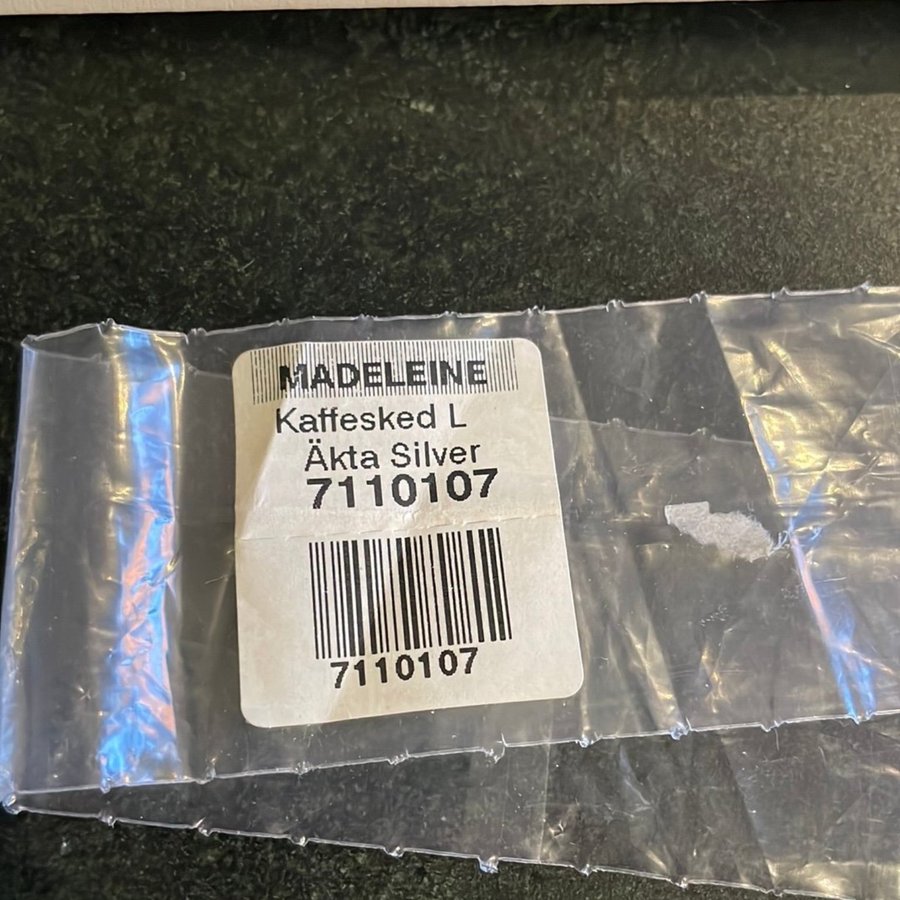 MADELEINE
Kaffesked L
Äkta Silver
7110107
7110107